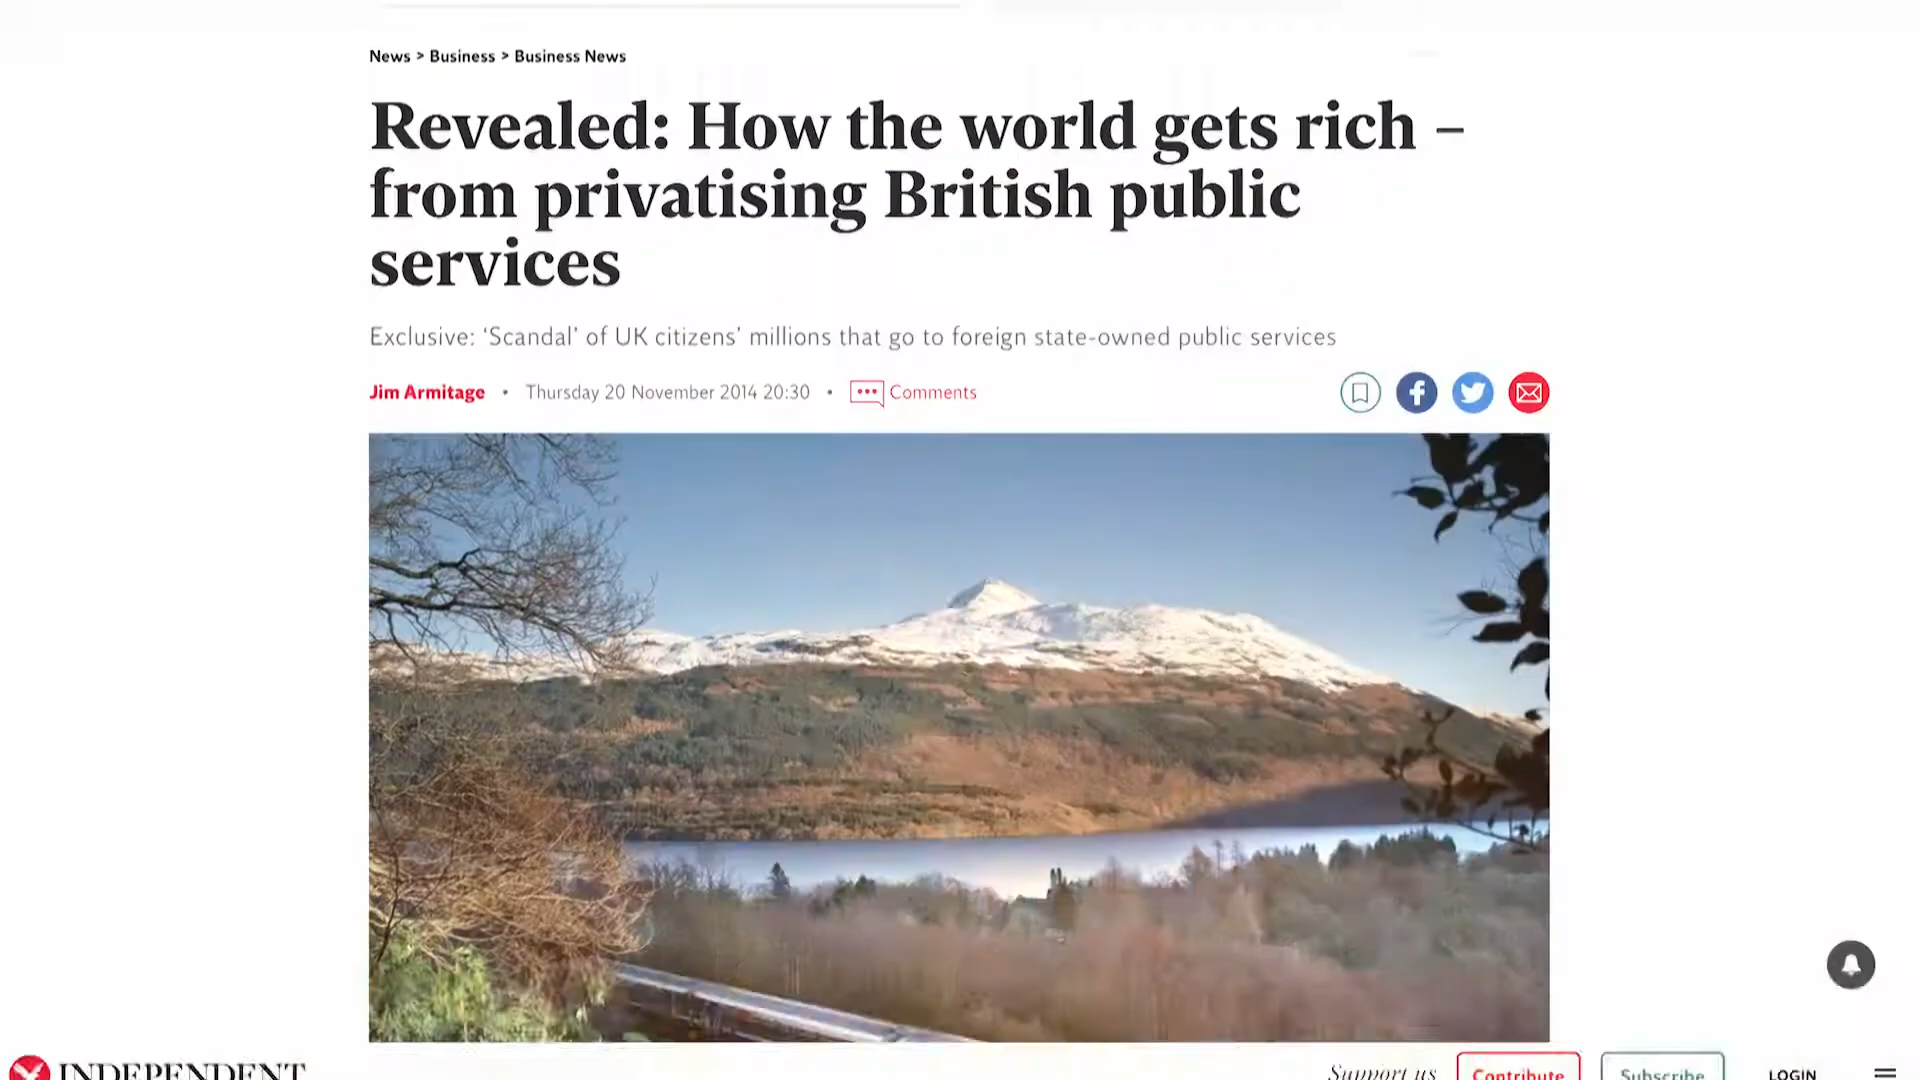 News > Business > Business News
Revealed: How the world gets rich –
from privatising British public
services
Exclusive: ‘Scandal’ of UK citizens’ millions that go to foreign state-owned public services
Jim Armitage • Thursday 20 November 2014 20:30 • Comments
INDEPENDENT Support us Contribute Subscribe LOGIN